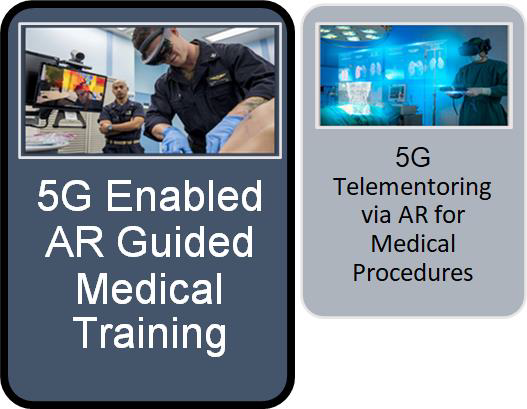 5G Enabled
AR Guided
Medical
Training
5G
Telementoring
via AR for
Medical
Procedures